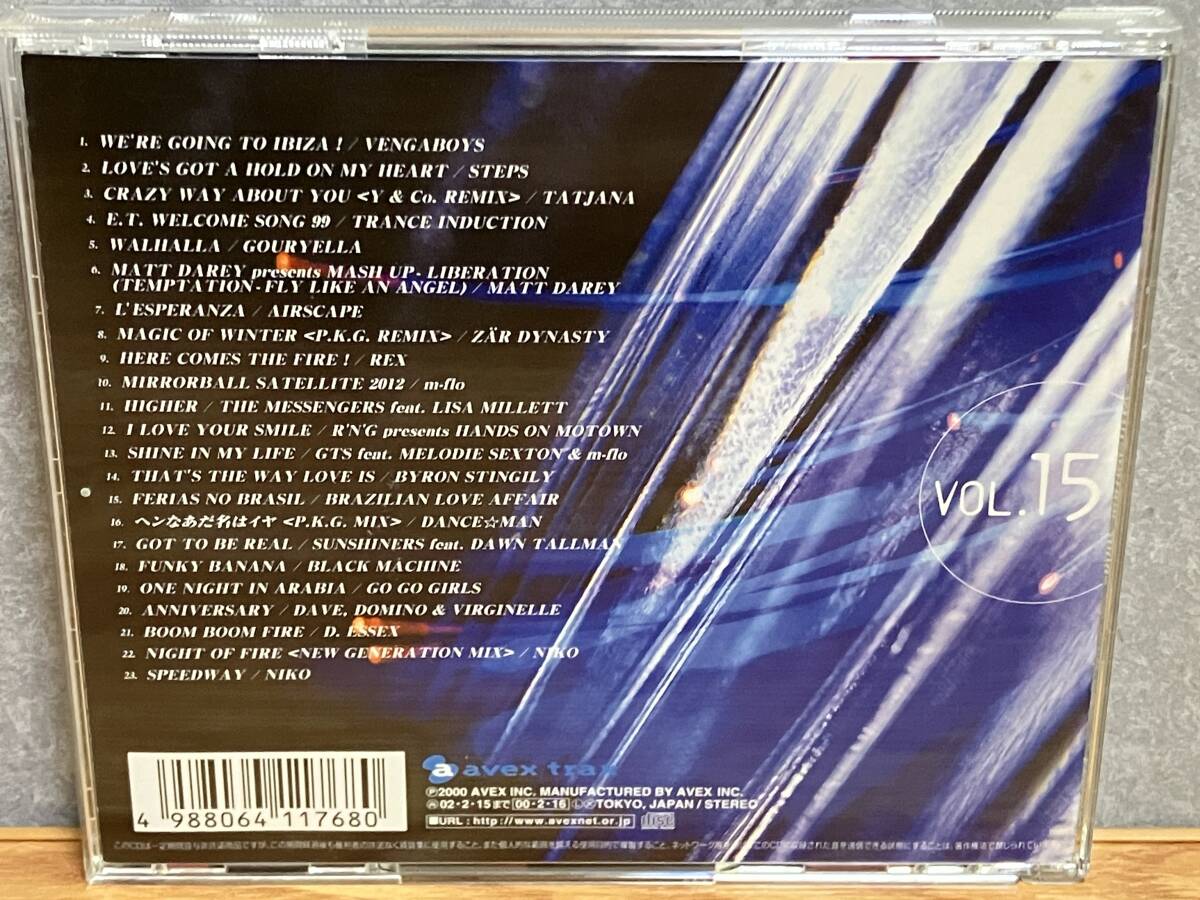 1. WE'RE GOING TO IBIZA ! / VENGABOYS
2. LOVE'S GOT A HOLD ON MY HEART / STEPS
3. CRAZY WAY ABOUT YOU <Y & Co. REMIX> / TATJANA
4. E.T. WELCOME SONG 99 / TRANCE INDUCTION
5. WALHALLA / GOURYELLA
6. MATT DAREY presents MASH UP - LIBERATION
(TEMPTATION - FLY LIKE AN ANGEL) / MATT DAREY
7. L'ESPERANZA / AIRSCAPE
8. MAGIC OF WINTER <P.K.G. REMIX> / ZÄR DYNASTY
9. HERE COMES THE FIRE ! / REX
10. MIRRORBALL SATELLITE 2012 / m-flo
11. HIGHER / THE MESSENGERS feat. LISA MILLETT
12. I LOVE YOUR SMILE / R'N'G presents HANDS ON MOTOWN
13. SHINE IN MY LIFE / GTS feat. MELODIE SEXTON & m-flo
14. THAT'S THE WAY LOVE IS / BYRON STINGILY
15. FERIAS NO BRASIL / BRAZILIAN LOVE AFFAIR
16. ヘンなあだ名はイヤ <P.K.G. MIX> / DANCE☆MAN
17. GOT TO BE REAL / SUNSHINERS feat. DAWN TALLMAN
18. FUNKY BANANA / BLACK MACHINE
19. ONE NIGHT IN ARABIA / GO GO GIRLS
20. ANNIVERSARY / DAVE, DOMINO & VIRGINELLE
21. BOOM BOOM FIRE / D. ESSEX
22. NIGHT OF FIRE <NEW GENERATION MIX> / NIKO
23. SPEEDWAY / NIKO
VOL.15
a avex trax
Ⓟ2000 AVEX INC. MANUFACTURED BY AVEX INC.
02・2・15まで 00・2・16 TOKYO, JAPAN / STEREO
■URL : http://www.avexnet.or.jp
4 988064 117680